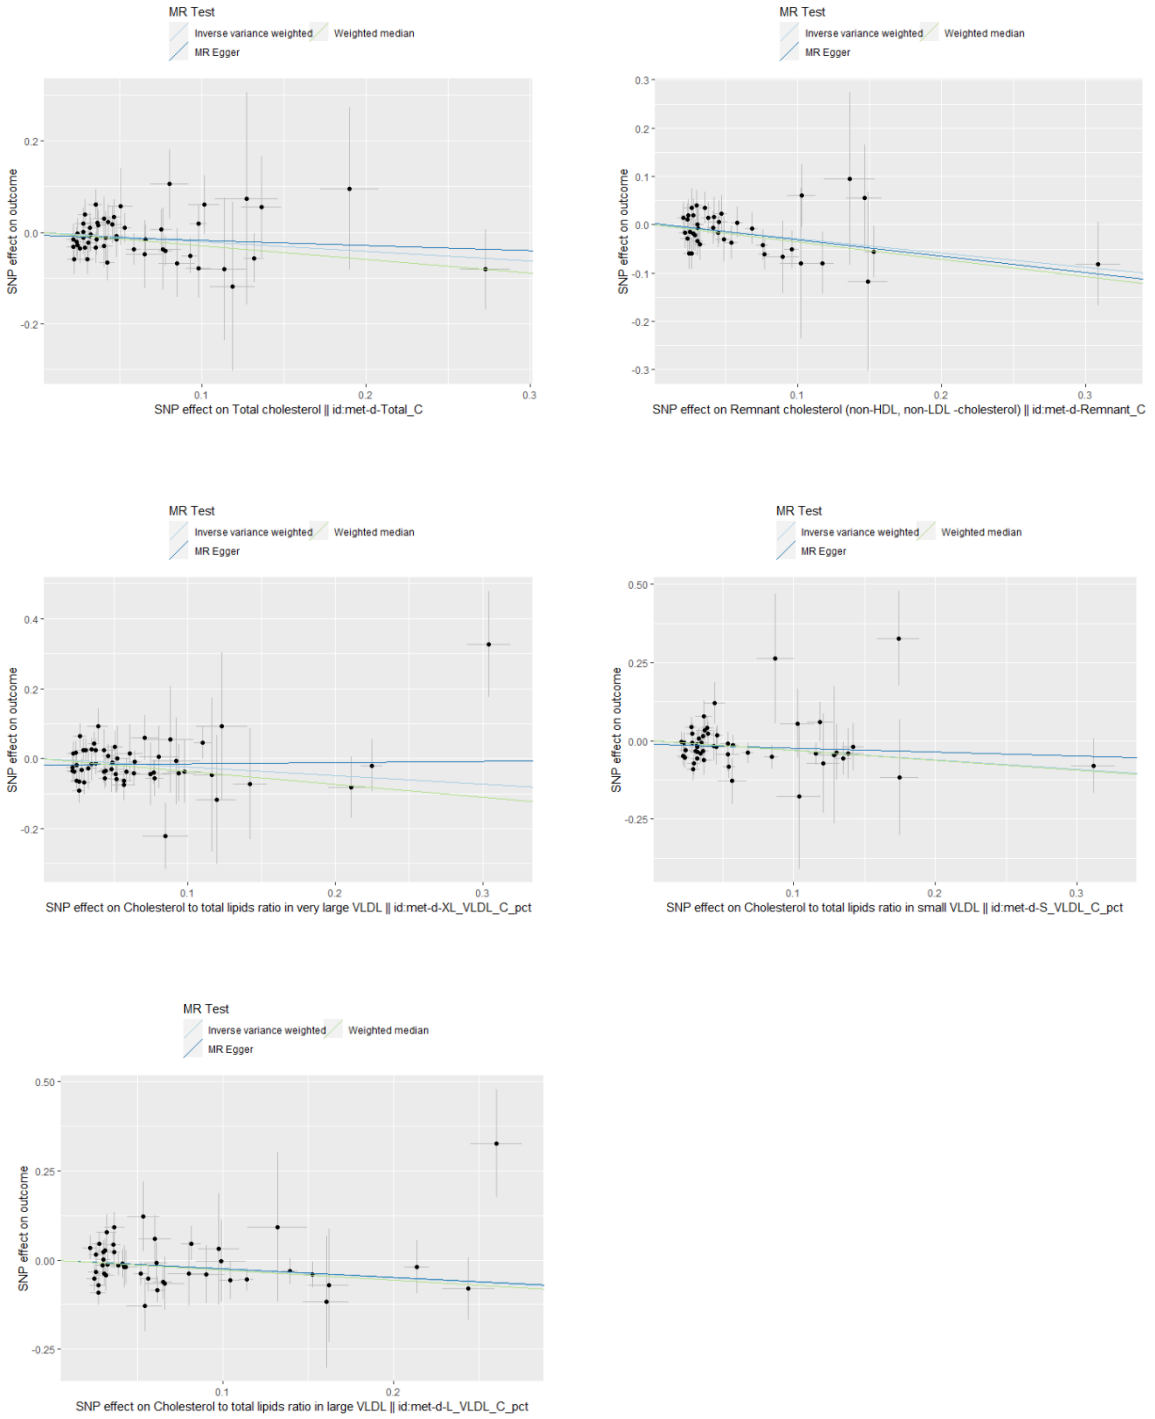 MR Test
Inverse variance weighted
Weighted median
MR Egger
0.2
0.0
-0.2
SNP effect on outcome
0.1
0.2
0.3
SNP effect on Total cholesterol || id:met-d-Total_C
MR Test
Inverse variance weighted
Weighted median
MR Egger
0.3
0.2
0.1
0.0
-0.1
-0.2
-0.3
SNP effect on outcome
0.1
0.2
0.3
SNP effect on Remnant cholesterol (non-HDL, non-LDL -cholesterol) || id:met-d-Remnant_C
MR Test
Inverse variance weighted
Weighted median
MR Egger
0.4
0.2
0.0
-0.2
SNP effect on outcome
0.1
0.2
0.3
SNP effect on Cholesterol to total lipids ratio in very large VLDL || id:met-d-XL_VLDL_C_pct
MR Test
Inverse variance weighted
Weighted median
MR Egger
0.50
0.25
0.00
-0.25
SNP effect on outcome
0.1
0.2
0.3
SNP effect on Cholesterol to total lipids ratio in small VLDL || id:met-d-S_VLDL_C_pct
MR Test
Inverse variance weighted
Weighted median
MR Egger
0.50
0.25
0.00
-0.25
SNP effect on outcome
0.1
0.2
SNP effect on Cholesterol to total lipids ratio in large VLDL || id:met-d-L_VLDL_C_pct